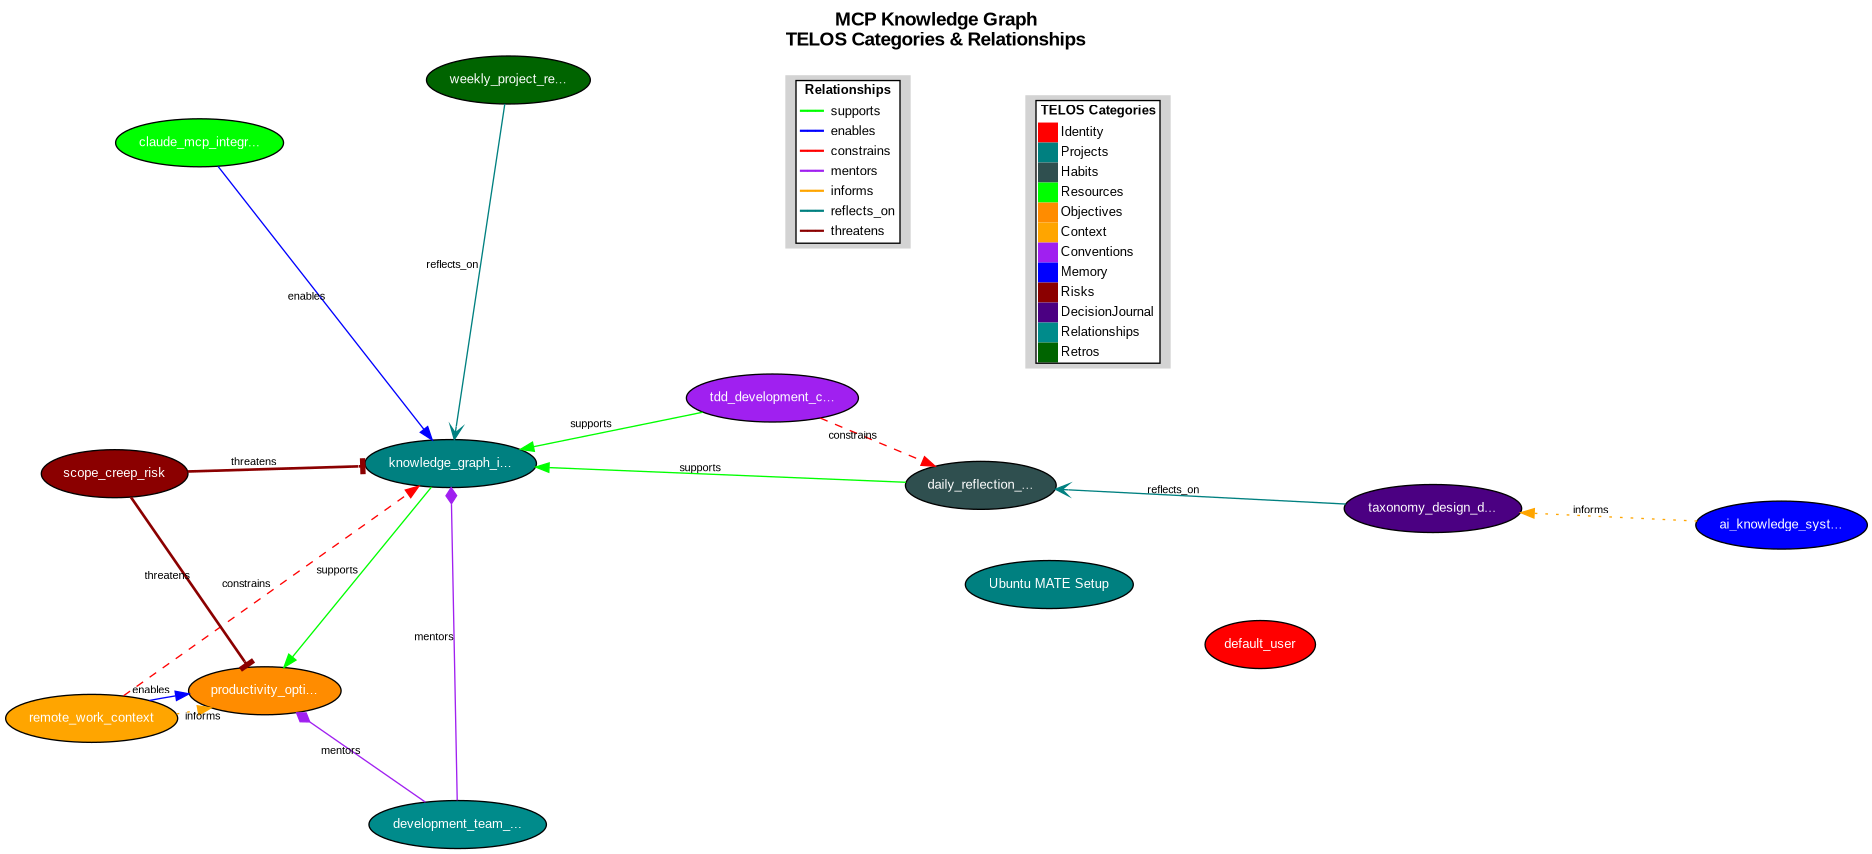 MCP Knowledge Graph
TELOS Categories & Relationships
weekly_project_re...
claude_mcp_integr...
Relationships
supports
enables
constrains
mentors
informs
reflects_on
threatens
TELOS Categories
Identity
Projects
Habits
Resources
Objectives
Context
Conventions
Memory
Risks
DecisionJournal
Relationships
Retros
reflects_on
enables
tdd_development_c...
supports
constrains
knowledge_graph_i...
threatens
scope_creep_risk
supports
daily_reflection_...
reflects_on
taxonomy_design_d...
informs
ai_knowledge_syst...
threatens
constrains
supports
Ubuntu MATE Setup
mentors
default_user
enables
productivity_opti...
remote_work_context
informs
mentors
development_team_...